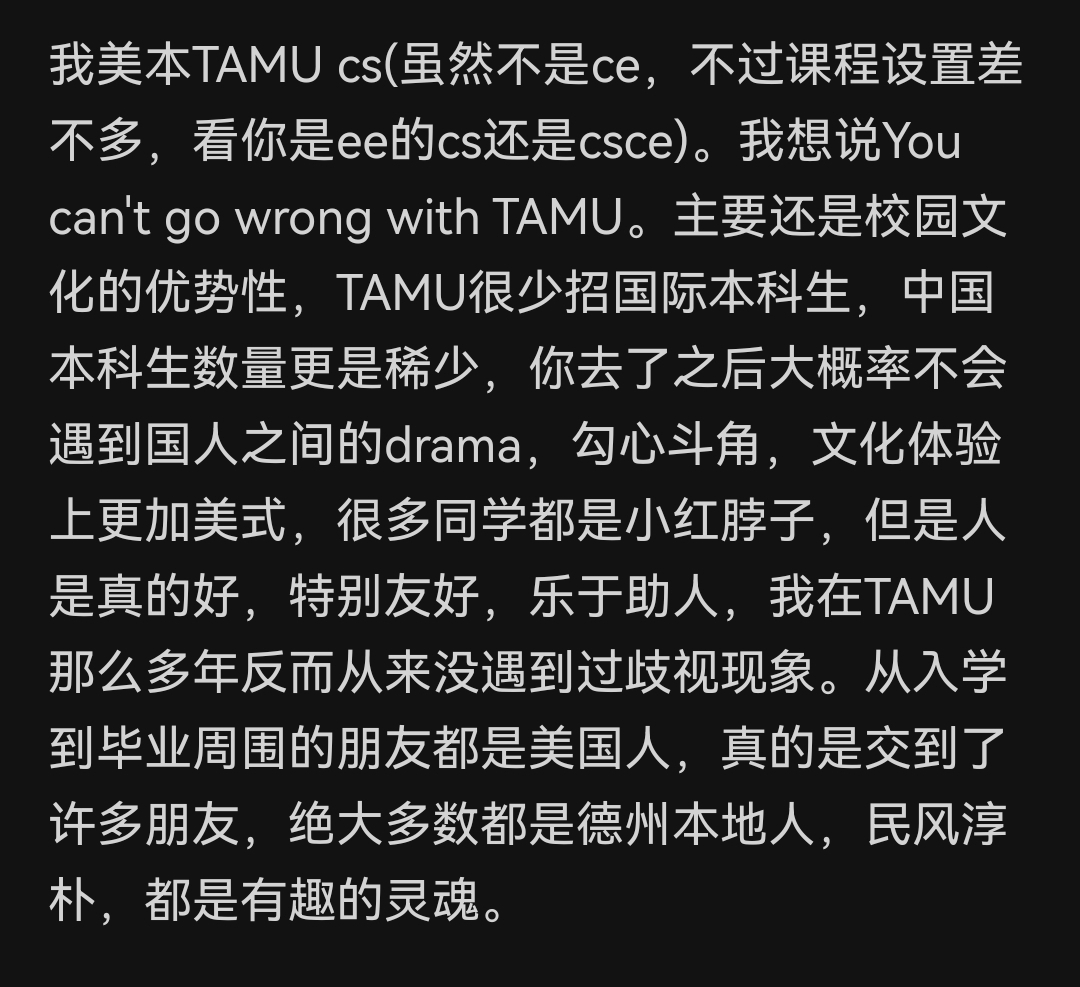 我美本TAMU cs(虽然不是ce，不过课程设置差
不多，看你是ee的cs还是csce)。我想说You
can't go wrong with TAMU。主要还是校园文
化的优势性，TAMU很少招国际本科生，中国
本科生数量更是稀少，你去了之后大概率不会
遇到国人之间的drama，勾心斗角，文化体验
上更加美式，很多同学都是小红脖子，但是人
是真的好，特别友好，乐于助人，我在TAMU
那么多年反而从来没遇到过歧视现象。从入学
到毕业周围的朋友都是美国人，真的是交到了
许多朋友，绝大多数都是德州本地人，民风淳
朴，都是有趣的灵魂。